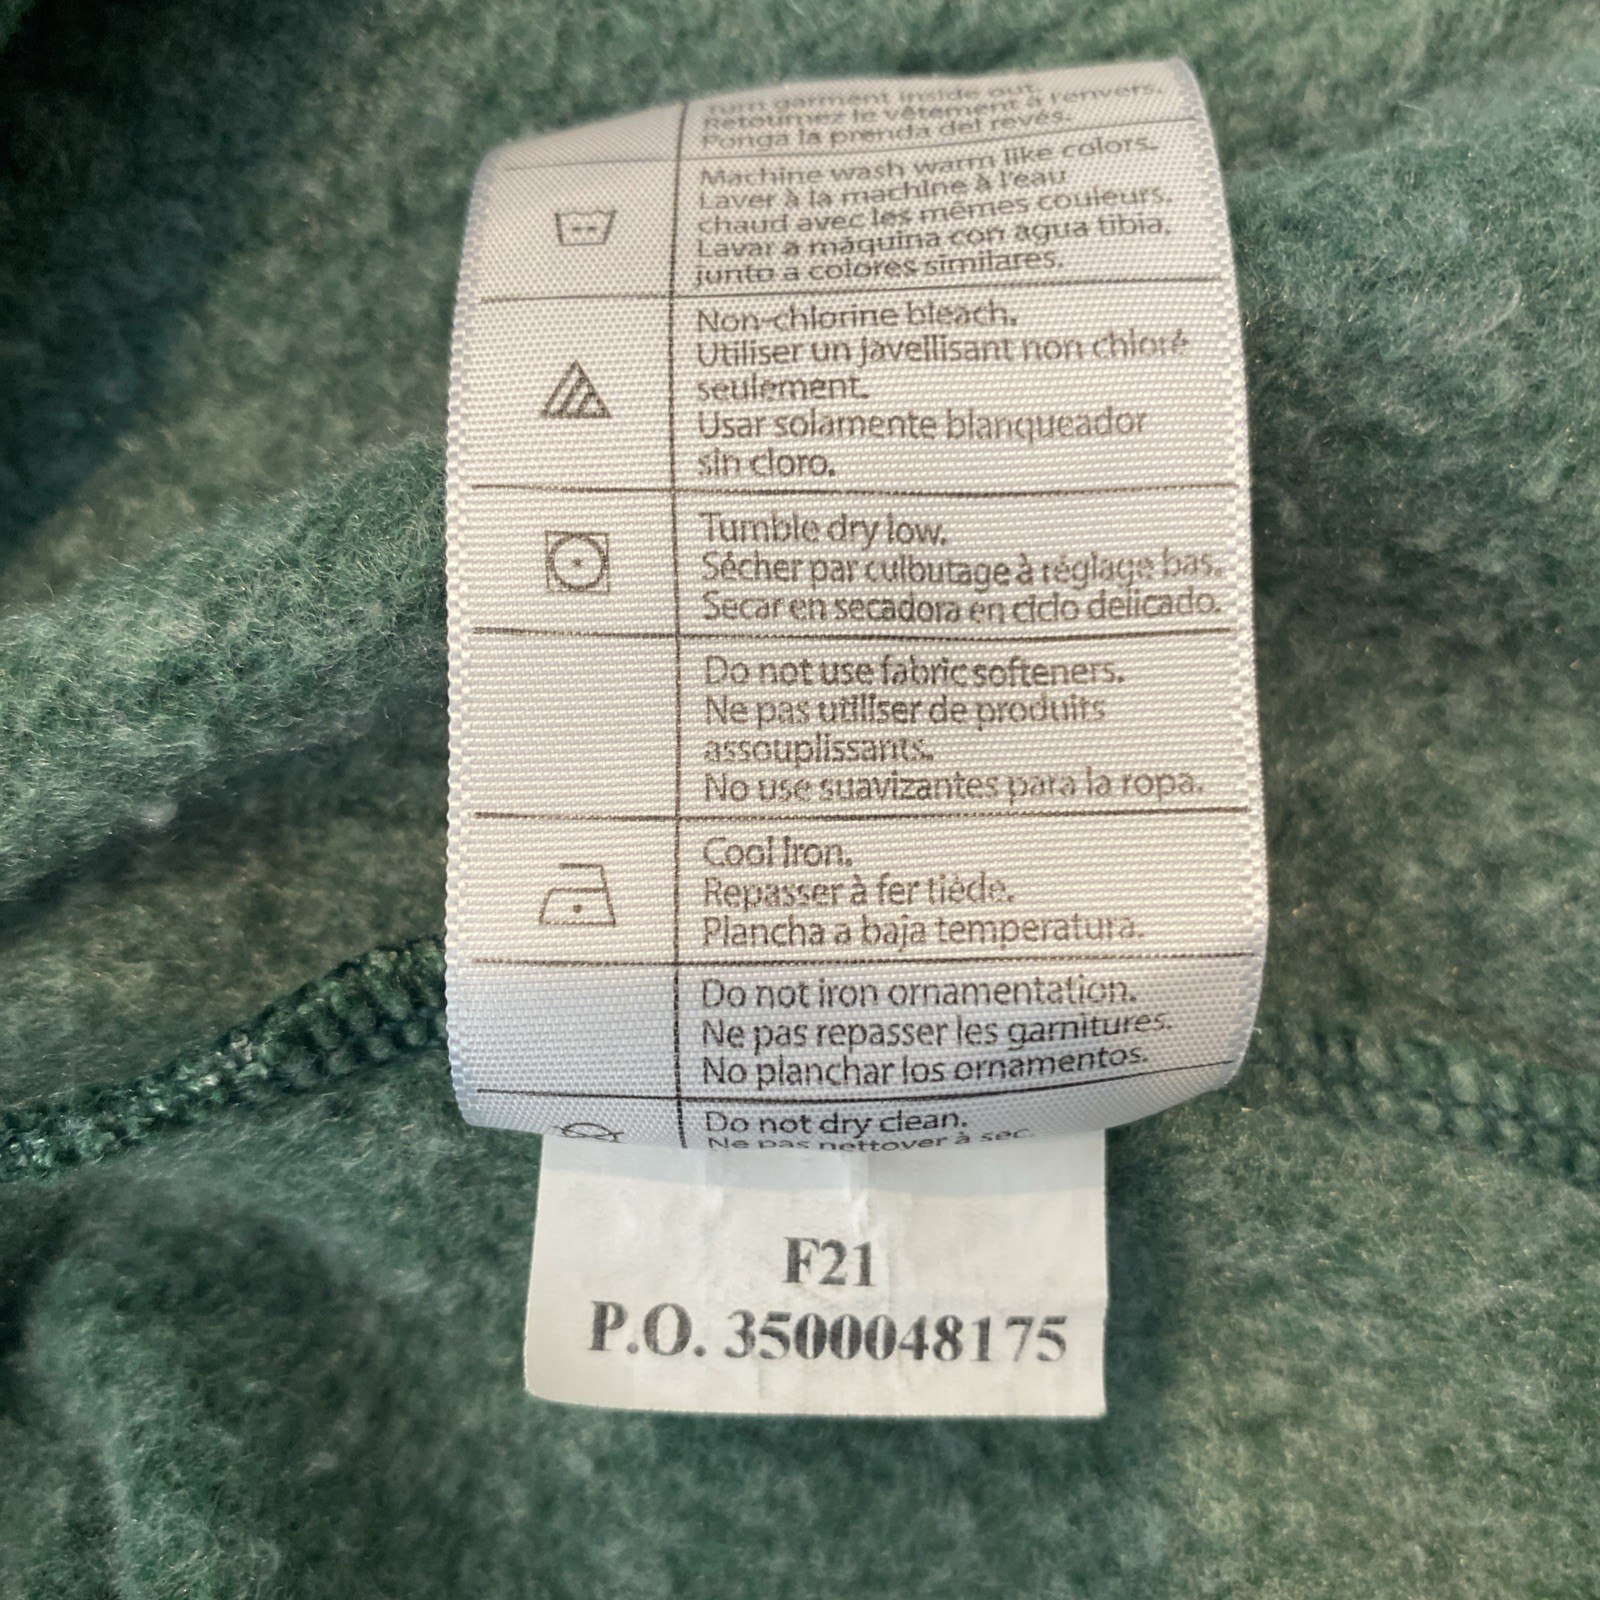 Turn garment inside out.
Retournez le vêtement à l'envers.
Ponga la prenda del revés.
Machine wash warm like colors.
Laver à la machine à l'eau
chaud avec les mêmes couleurs.
Lavar a máquina con agua tibia,
junto a colores similares.
Non-chlorine bleach.
Utiliser un javellisant non chloré
seulement.
Usar solamente blanqueador
sin cloro.
Tumble dry low.
Sécher par culbutage à réglage bas.
Secar en secadora en ciclo delicado.
Do not use fabric softeners.
Ne pas utiliser de produits
assouplissants.
No use suavizantes para la ropa.
Cool Iron.
Repasser à fer tiède.
Plancha a baja temperatura.
Do not iron ornamentation.
Ne pas repasser les garnitures.
No planchar los ornamentos.
Do not dry clean.
Ne pas nettoyer à sec.
F21
P.O. 3500048175